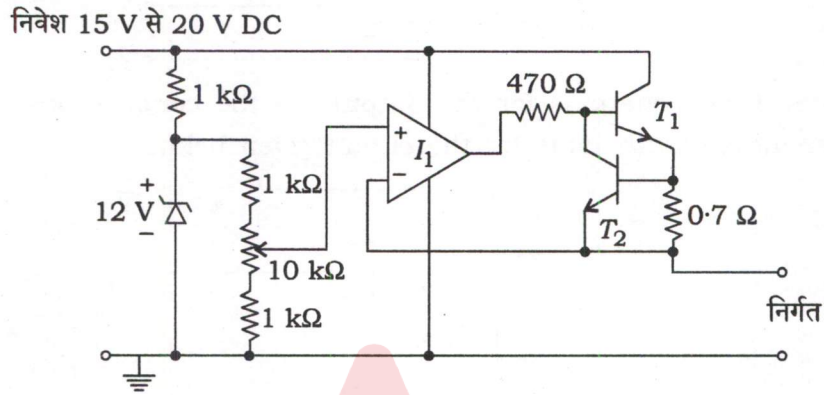 निवेश 15 V से 20 V DC
1 kΩ
470 Ω
T₁
+
I₁
−
1 kΩ
+
12 V
−
T₂
0·7 Ω
10 kΩ
1 kΩ
निर्गत